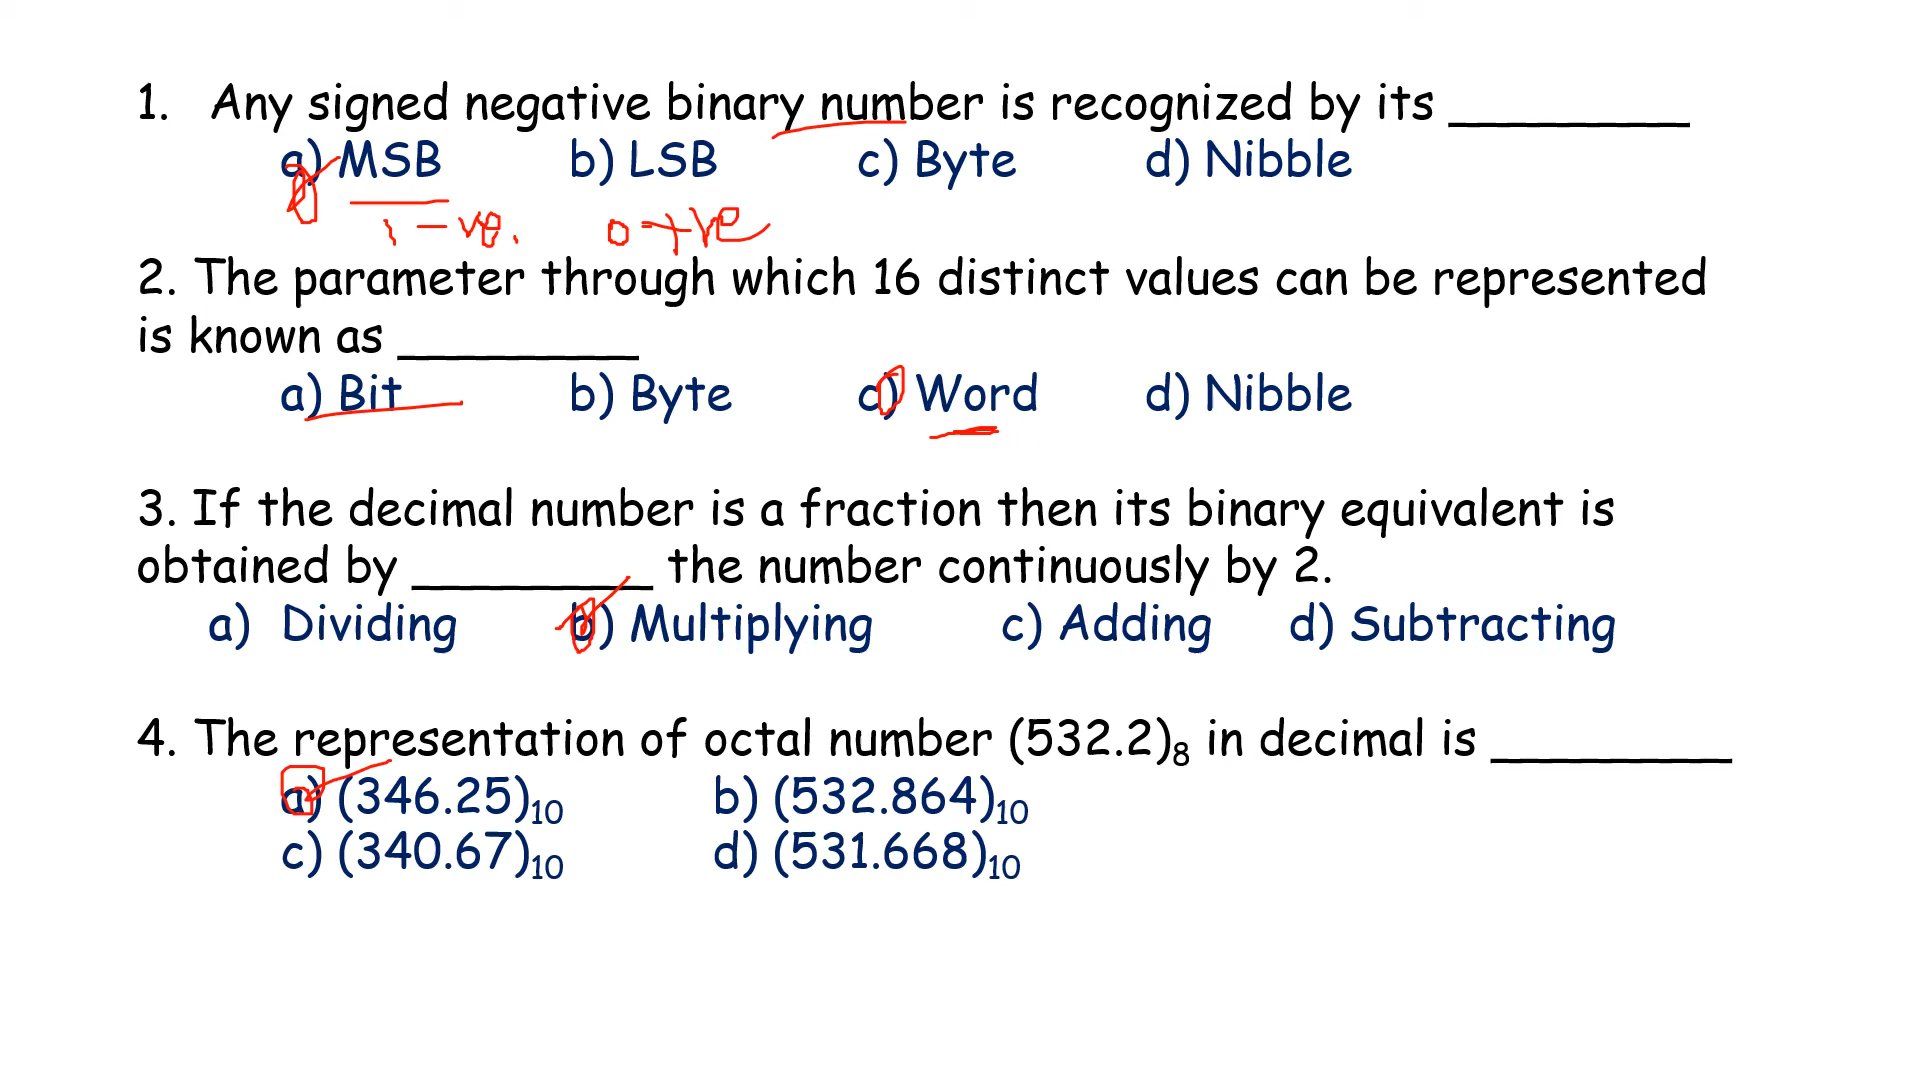 1. Any signed negative binary number is recognized by its ________
a) MSB b) LSB c) Byte d) Nibble
1 - ve. 0 - +ve
2. The parameter through which 16 distinct values can be represented
is known as ________
a) Bit b) Byte c) Word d) Nibble
3. If the decimal number is a fraction then its binary equivalent is
obtained by ________ the number continuously by 2.
a) Dividing b) Multiplying c) Adding d) Subtracting
4. The representation of octal number (532.2)₈ in decimal is ________
a) (346.25)₁₀ b) (532.864)₁₀
c) (340.67)₁₀ d) (531.668)₁₀